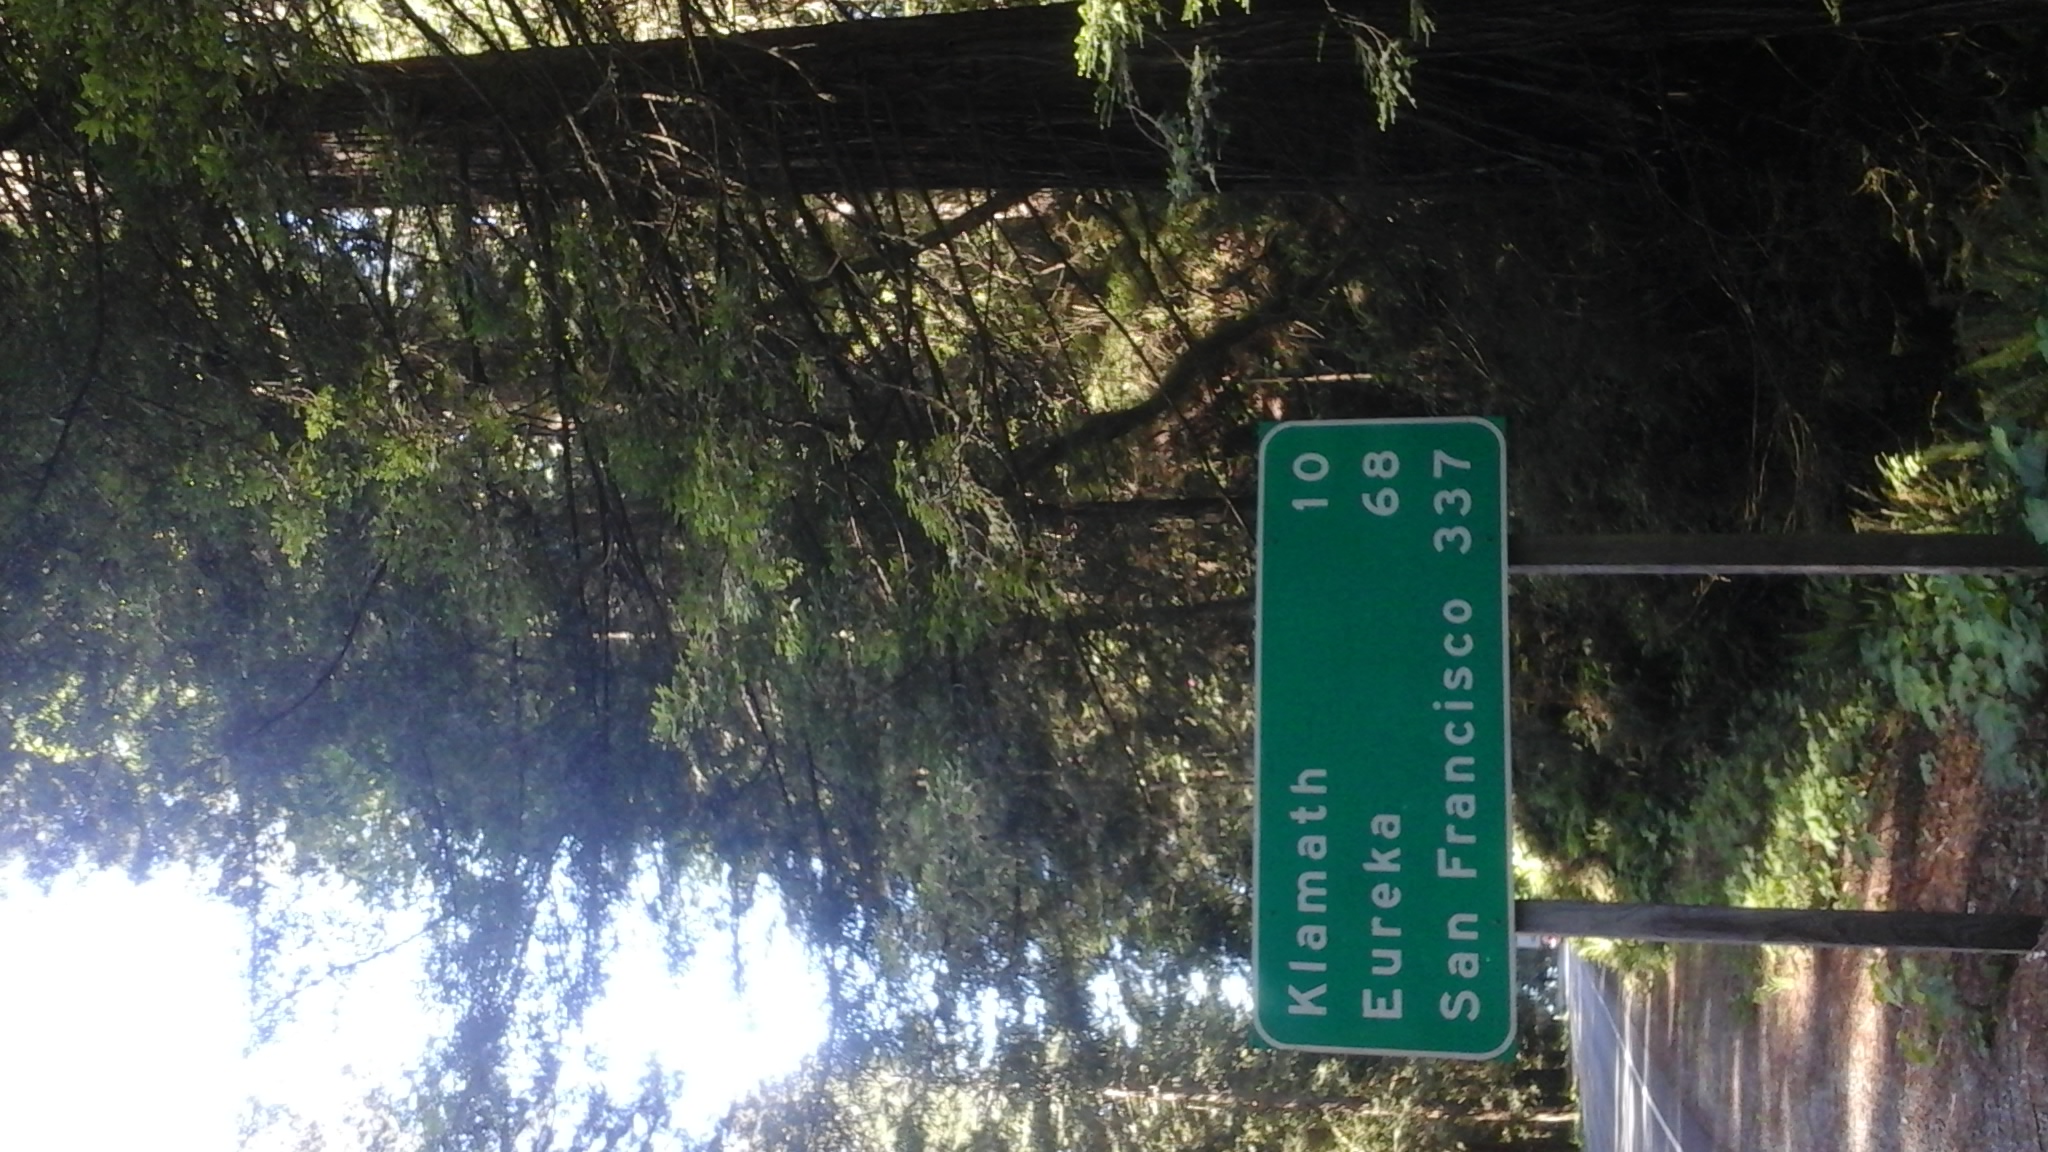 Klamath 10
Eureka 68
San Francisco 337